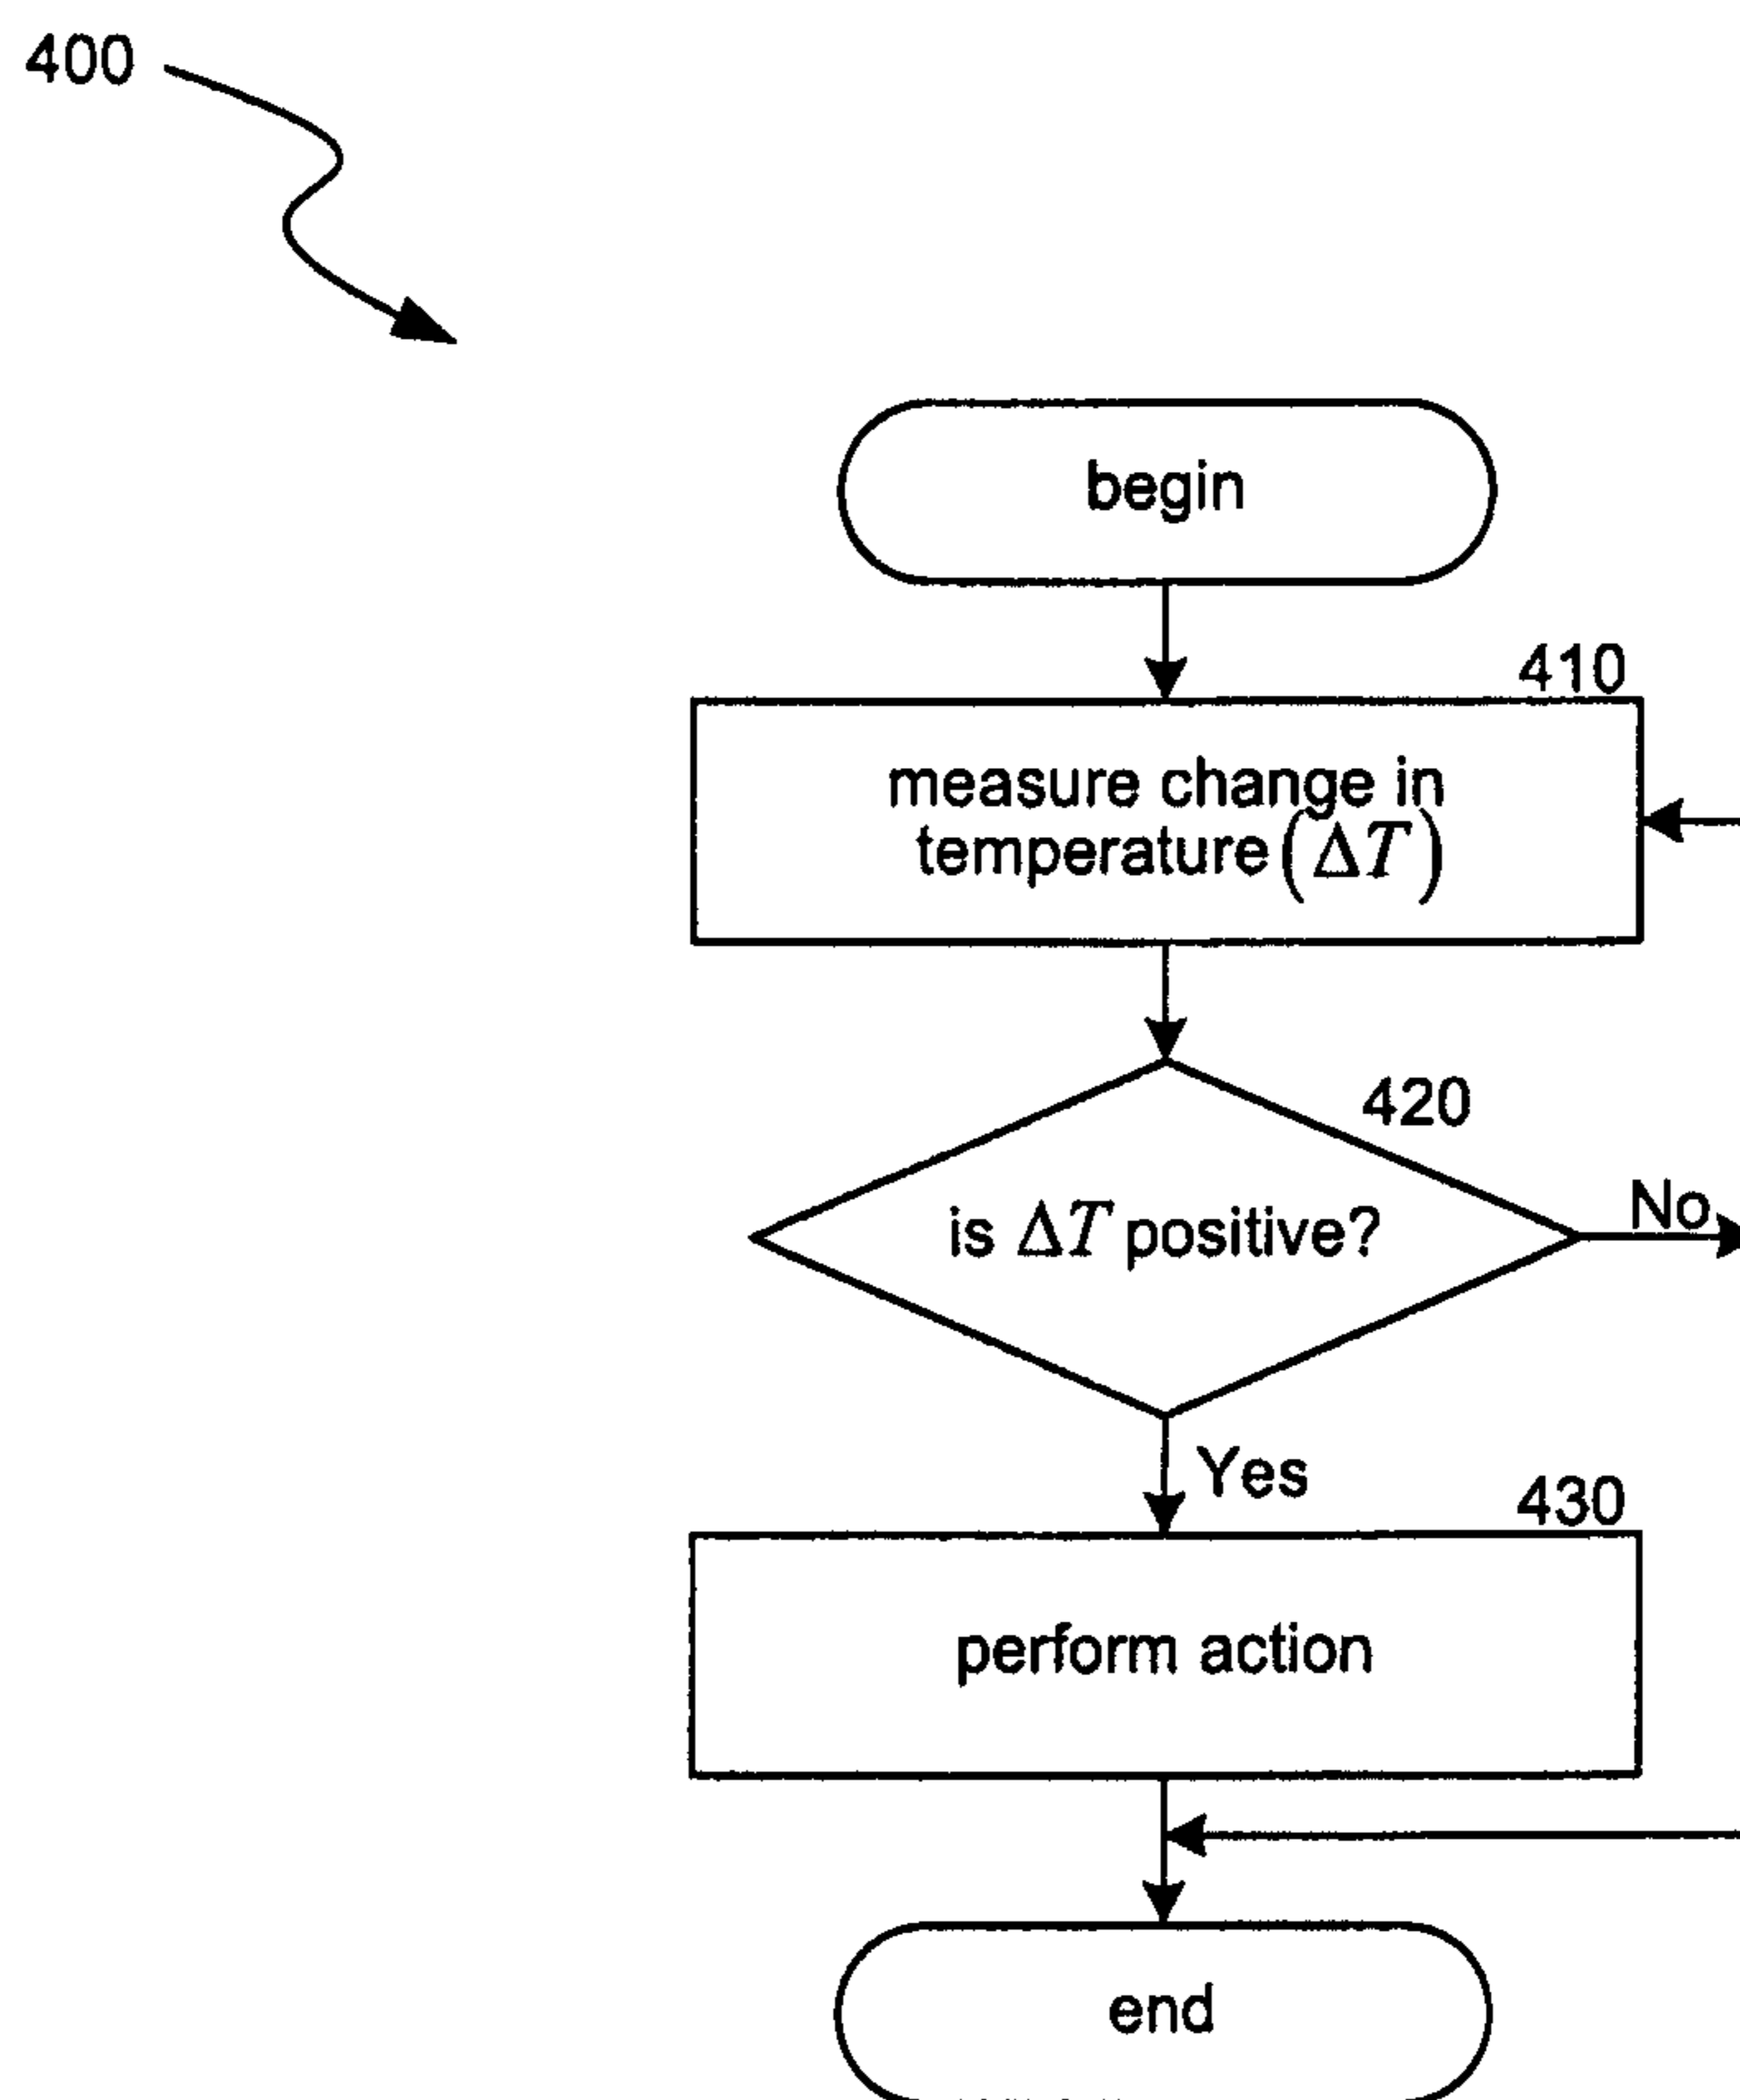 400
begin
410
measure change in
temperature (ΔT)
420
is ΔT positive?
No
Yes
430
perform action
end